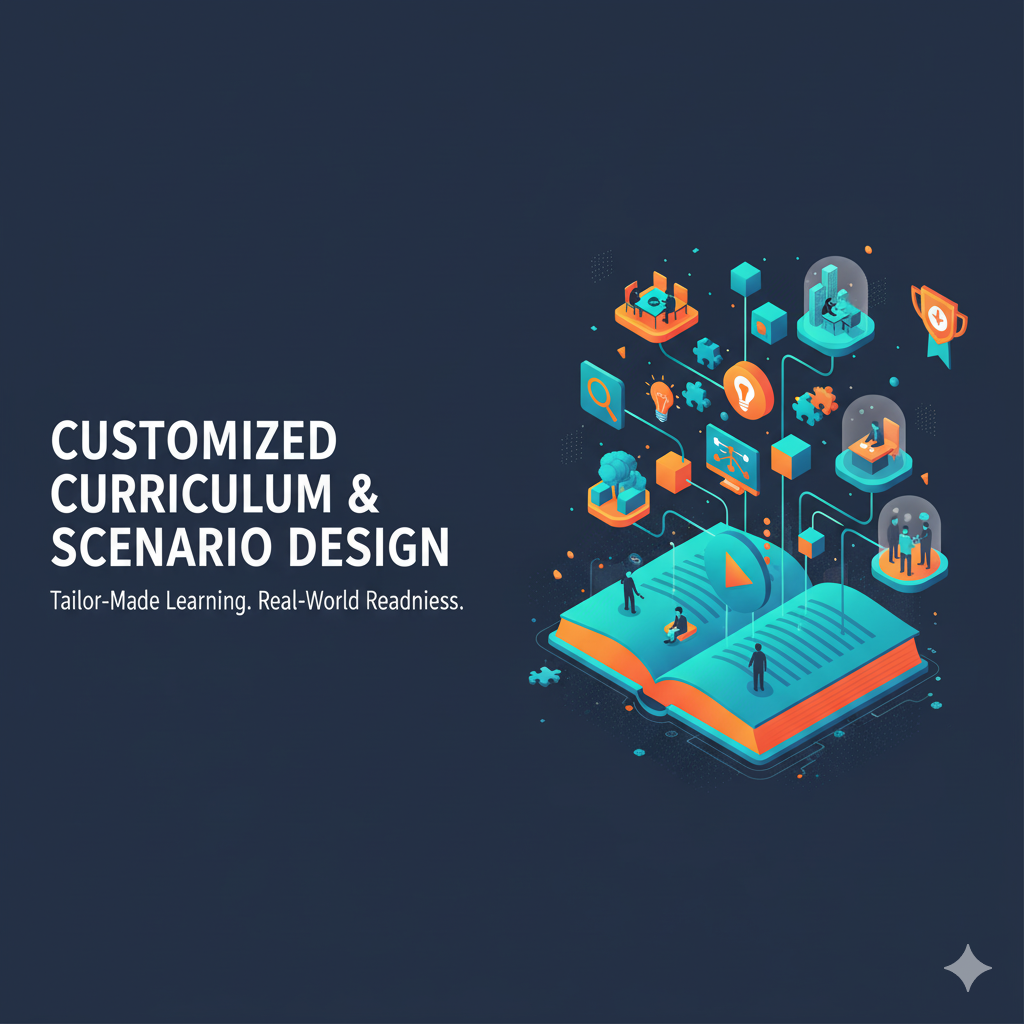 CUSTOMIZED
CURRICULUM &
SCENARIO DESIGN
Tailor-Made Learning. Real-World Readniess.